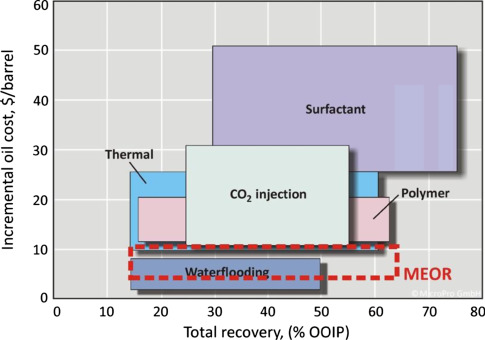 Incremental oil cost, $/barrel
60
50
40
30
20
10
0
Surfactant
Thermal
CO₂ injection
Polymer
Waterflooding
MEOR
© MicroPro GmbH
0 10 20 30 40 50 60 70 80
Total recovery, (% OOIP)